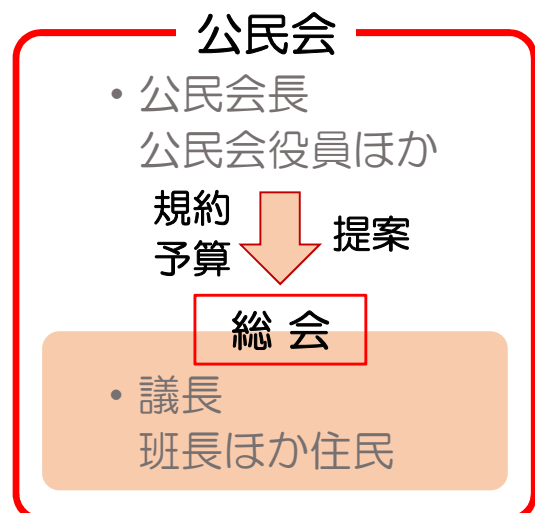 公民会
・公民会長
公民会役員ほか
規約
予算
提案
総会
・議長
班長ほか住民